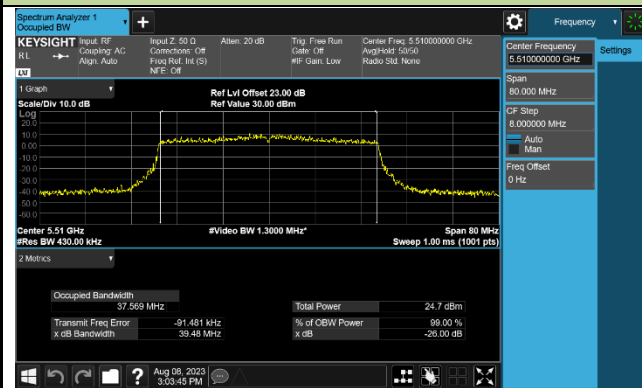 Spectrum Analyzer 1
Occupied BW
Frequency
KEYSIGHT
RL
LXI
Input: RF
Coupling: AC
Align: Auto
Input Z: 50 Ω
Corrections: Off
Freq Ref: Int (S)
NFE: Off
Atten: 20 dB
Trig: Free Run
Gate: Off
#IF Gain: Low
Center Freq: 5.510000000 GHz
Avg|Hold: 50/50
Radio Std: None
Center Frequency
5.510000000 GHz
Settings
Span
80.000 MHz
CF Step
8.000000 MHz
Auto
Man
Freq Offset
0 Hz
1 Graph
Scale/Div 10.0 dB
Ref Lvl Offset 23.00 dB
Ref Value 30.00 dBm
Log
20.0
10.0
0.00
-10.0
-20.0
-30.0
-40.0
-50.0
-60.0
Center 5.51 GHz
#Video BW 1.3000 MHz*
Span 80 MHz
#Res BW 430.00 kHz
Sweep 1.00 ms (1001 pts)
2 Metrics
Occupied Bandwidth
37.569 MHz
Total Power 24.7 dBm
Transmit Freq Error -91.481 kHz
% of OBW Power 99.00 %
x dB Bandwidth 39.48 MHz
x dB -26.00 dB
?
Aug 08, 2023
3:03:45 PM